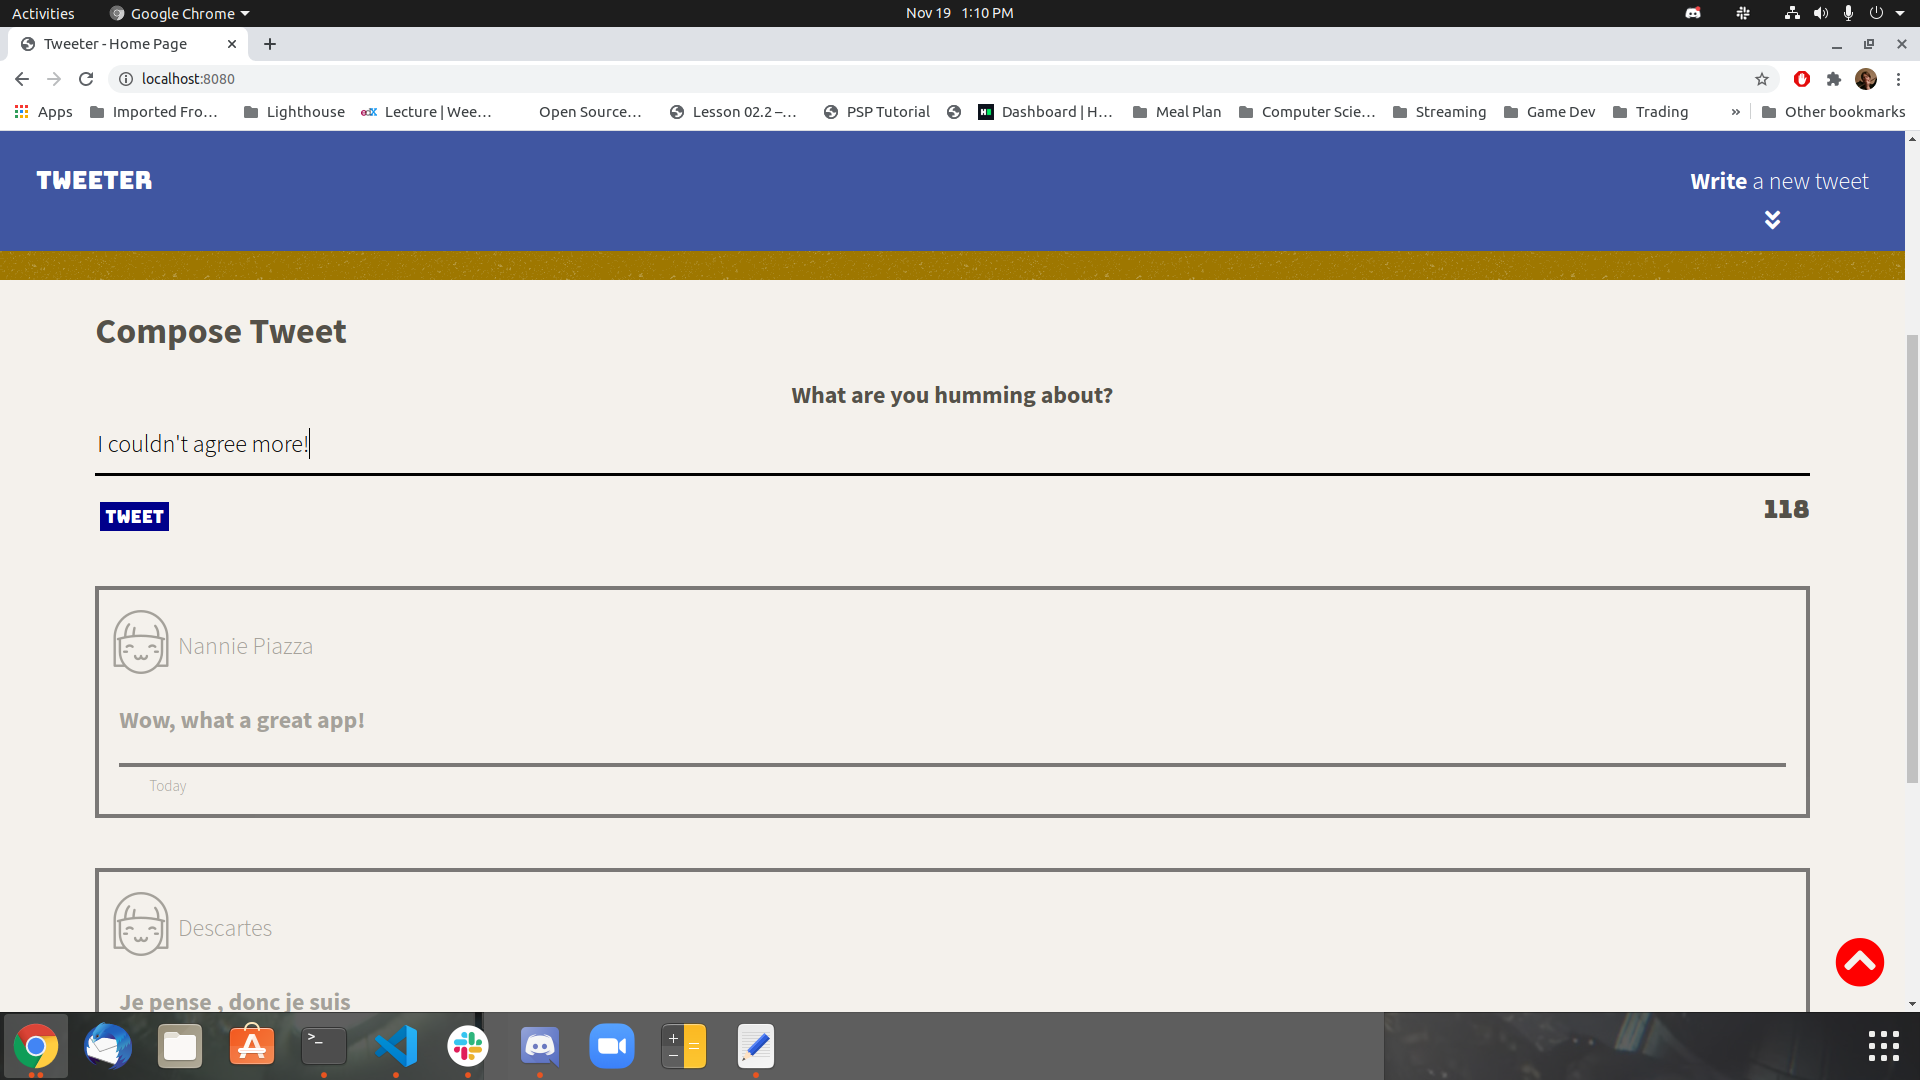 Activities Google Chrome Nov 19 1:10 PM
Tweeter - Home Page
localhost:8080
Apps Imported Fro… Lighthouse edX Lecture | Wee… Open Source… Lesson 02.2 –… PSP Tutorial Dashboard | H… Meal Plan Computer Scie… Streaming Game Dev Trading » Other bookmarks
TWEETER
Write a new tweet
Compose Tweet
What are you humming about?
I couldn't agree more!
TWEET
118
Nannie Piazza
Wow, what a great app!
Today
Descartes
Je pense , donc je suis